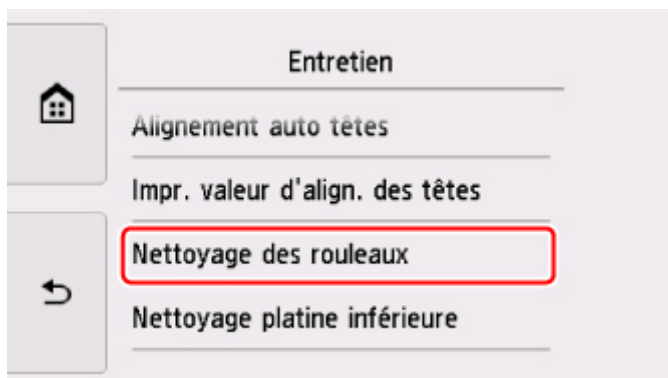 Entretien
Alignement auto têtes
Impr. valeur d'align. des têtes
Nettoyage des rouleaux
Nettoyage platine inférieure